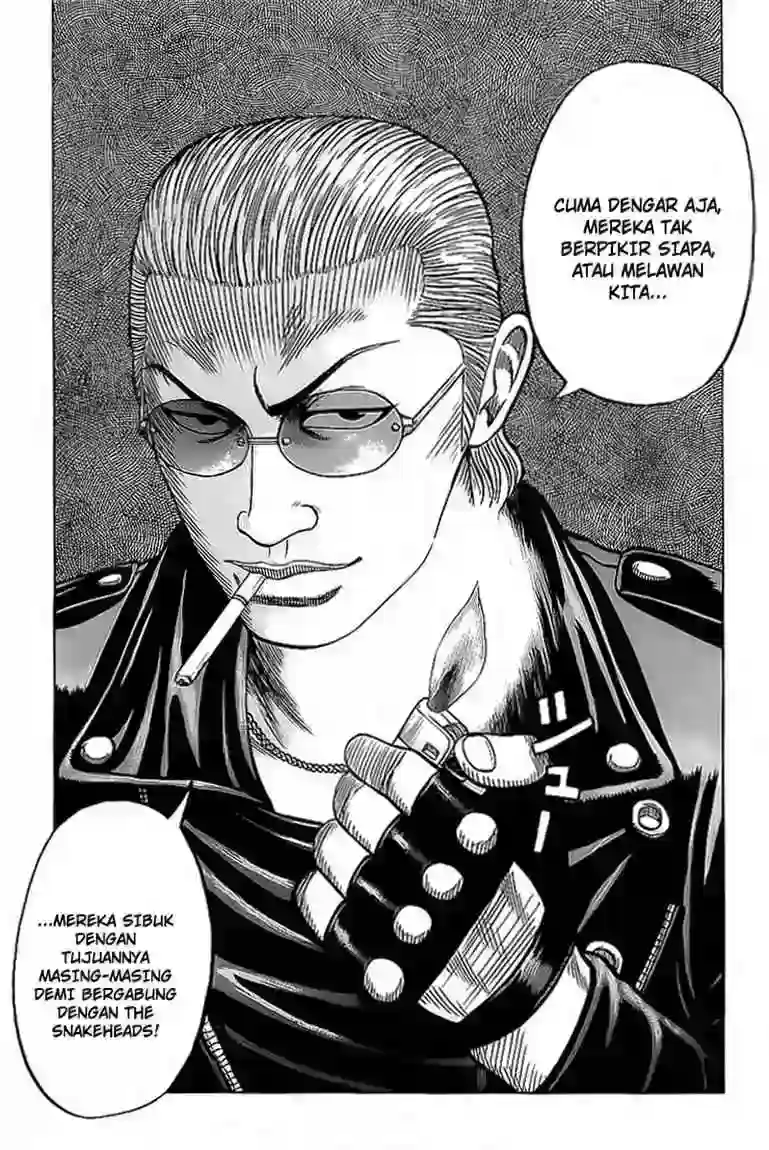 CUMA DENGAR AJA,
MEREKA TAK
BERPIKIR SIAPA,
ATAU MELAWAN
KITA...
ニュー
...MEREKA SIBUK
DENGAN
TUJUANNYA
MASING-MASING
DEMI BERGABUNG
DENGAN THE
SNAKEHEADS!